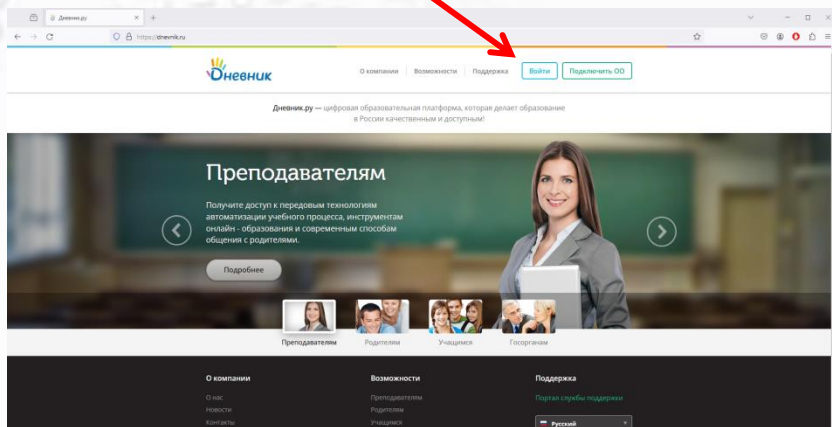 Дневник.ру
https://dnevnik.ru
Дневник
О компании
Возможности
Поддержка
Войти
Подключить ОО
Дневник.ру — цифровая образовательная платформа, которая делает образование
в России качественным и доступным!
Преподавателям
Получите доступ к передовым технологиям
автоматизации учебного процесса, инструментам
онлайн - образования и современным способам
общения с родителями.
Подробнее
Преподавателям
Родителям
Учащимся
Госорганам
О компании
Возможности
Поддержка
О нас
Преподавателям
Портал службы поддержки
Новости
Родителям
Контакты
Учащимся
Русский